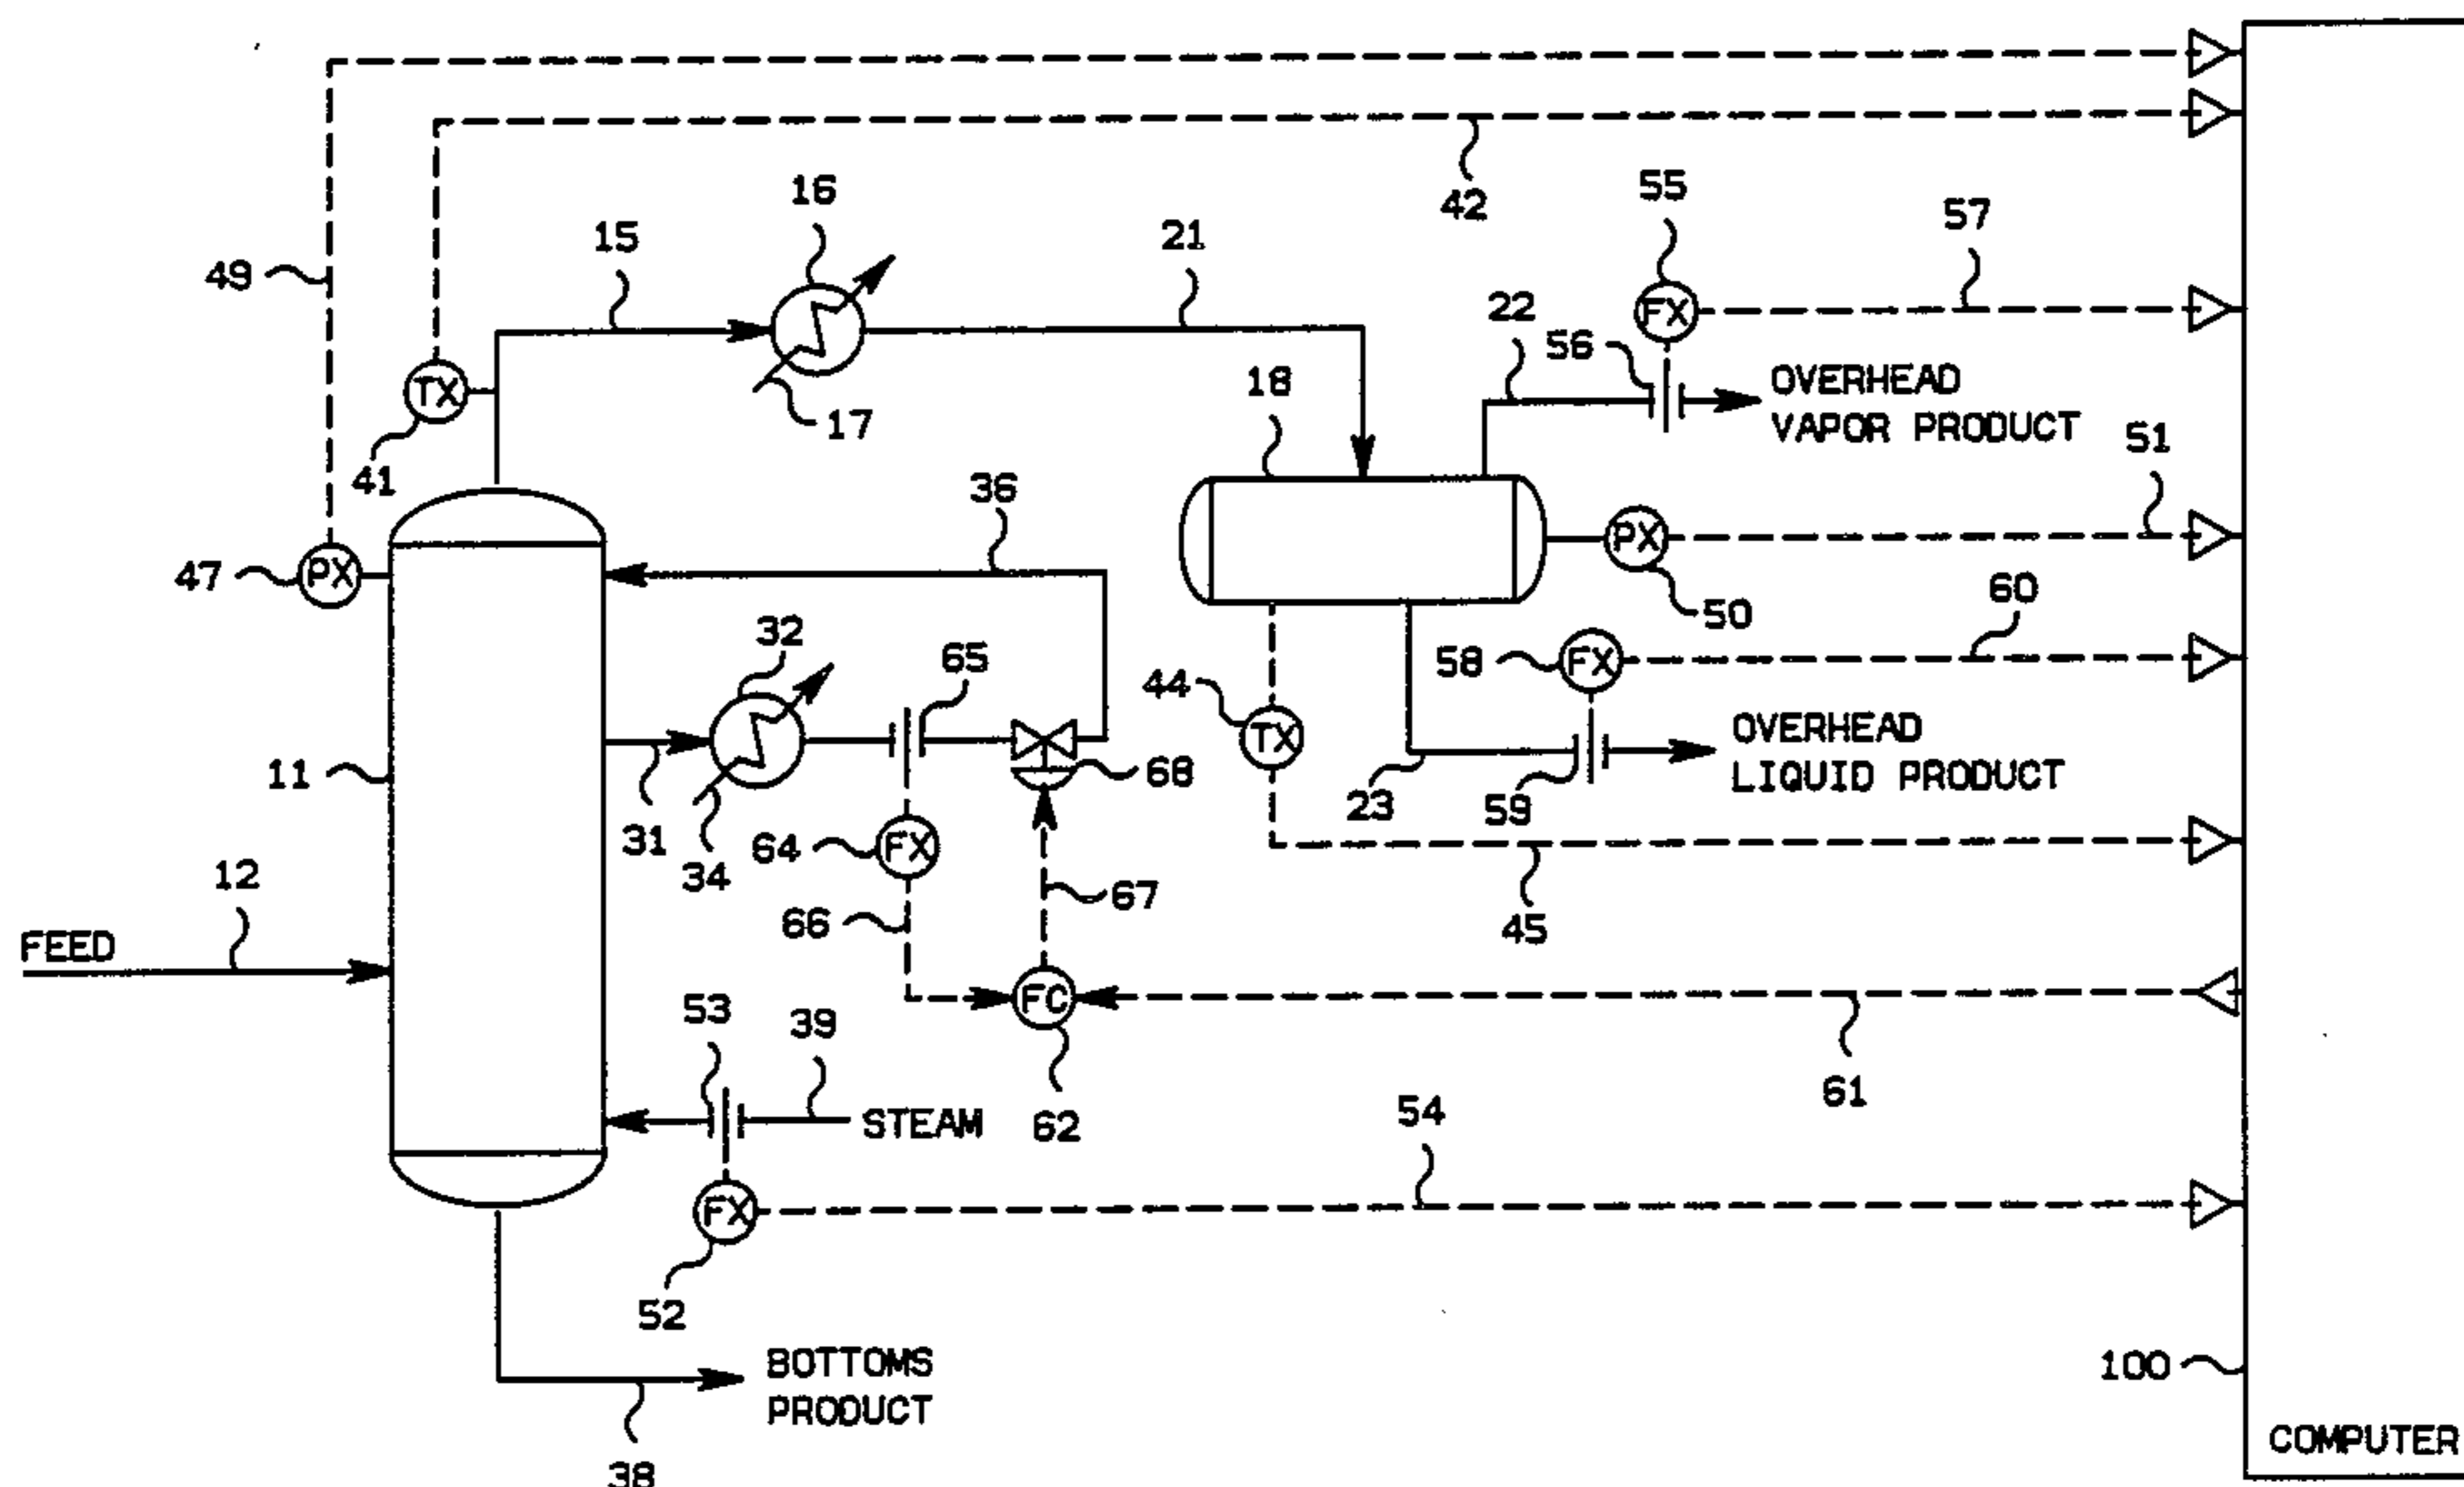 16
55
42
15
21
57
49
22
FX
56
OVERHEAD
VAPOR PRODUCT
18
TX
17
51
41
36
PX
47
PX
50
60
32
65
58
FX
44
TX
OVERHEAD
LIQUID PRODUCT
11
68
23
59
31
34
64
FX
12
67
66
45
FEED
53
39
FC
61
STEAM
62
54
FX
52
BOTTOMS
PRODUCT
100
COMPUTER
38